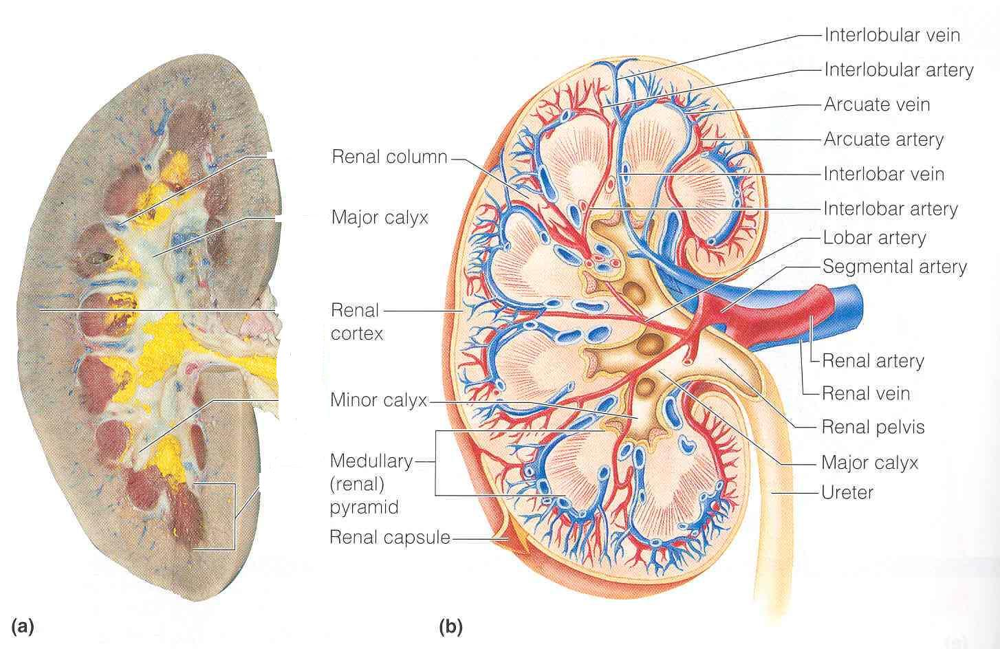 Interlobular vein
Interlobular artery
Arcuate vein
Arcuate artery
Interlobar vein
Interlobar artery
Lobar artery
Segmental artery
Renal artery
Renal vein
Renal pelvis
Major calyx
Ureter
Renal column
Major calyx
Renal
cortex
Minor calyx
Medullary
(renal)
pyramid
Renal capsule
(a)
(b)